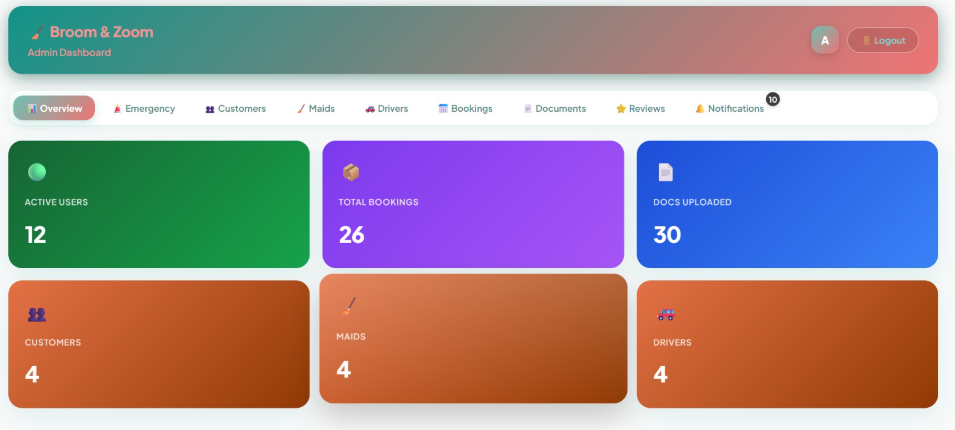 Broom & Zoom
Admin Dashboard
A
Logout
Overview
Emergency
Customers
Maids
Drivers
Bookings
Documents
Reviews
Notifications
10
ACTIVE USERS
12
TOTAL BOOKINGS
26
DOCS UPLOADED
30
CUSTOMERS
4
MAIDS
4
DRIVERS
4